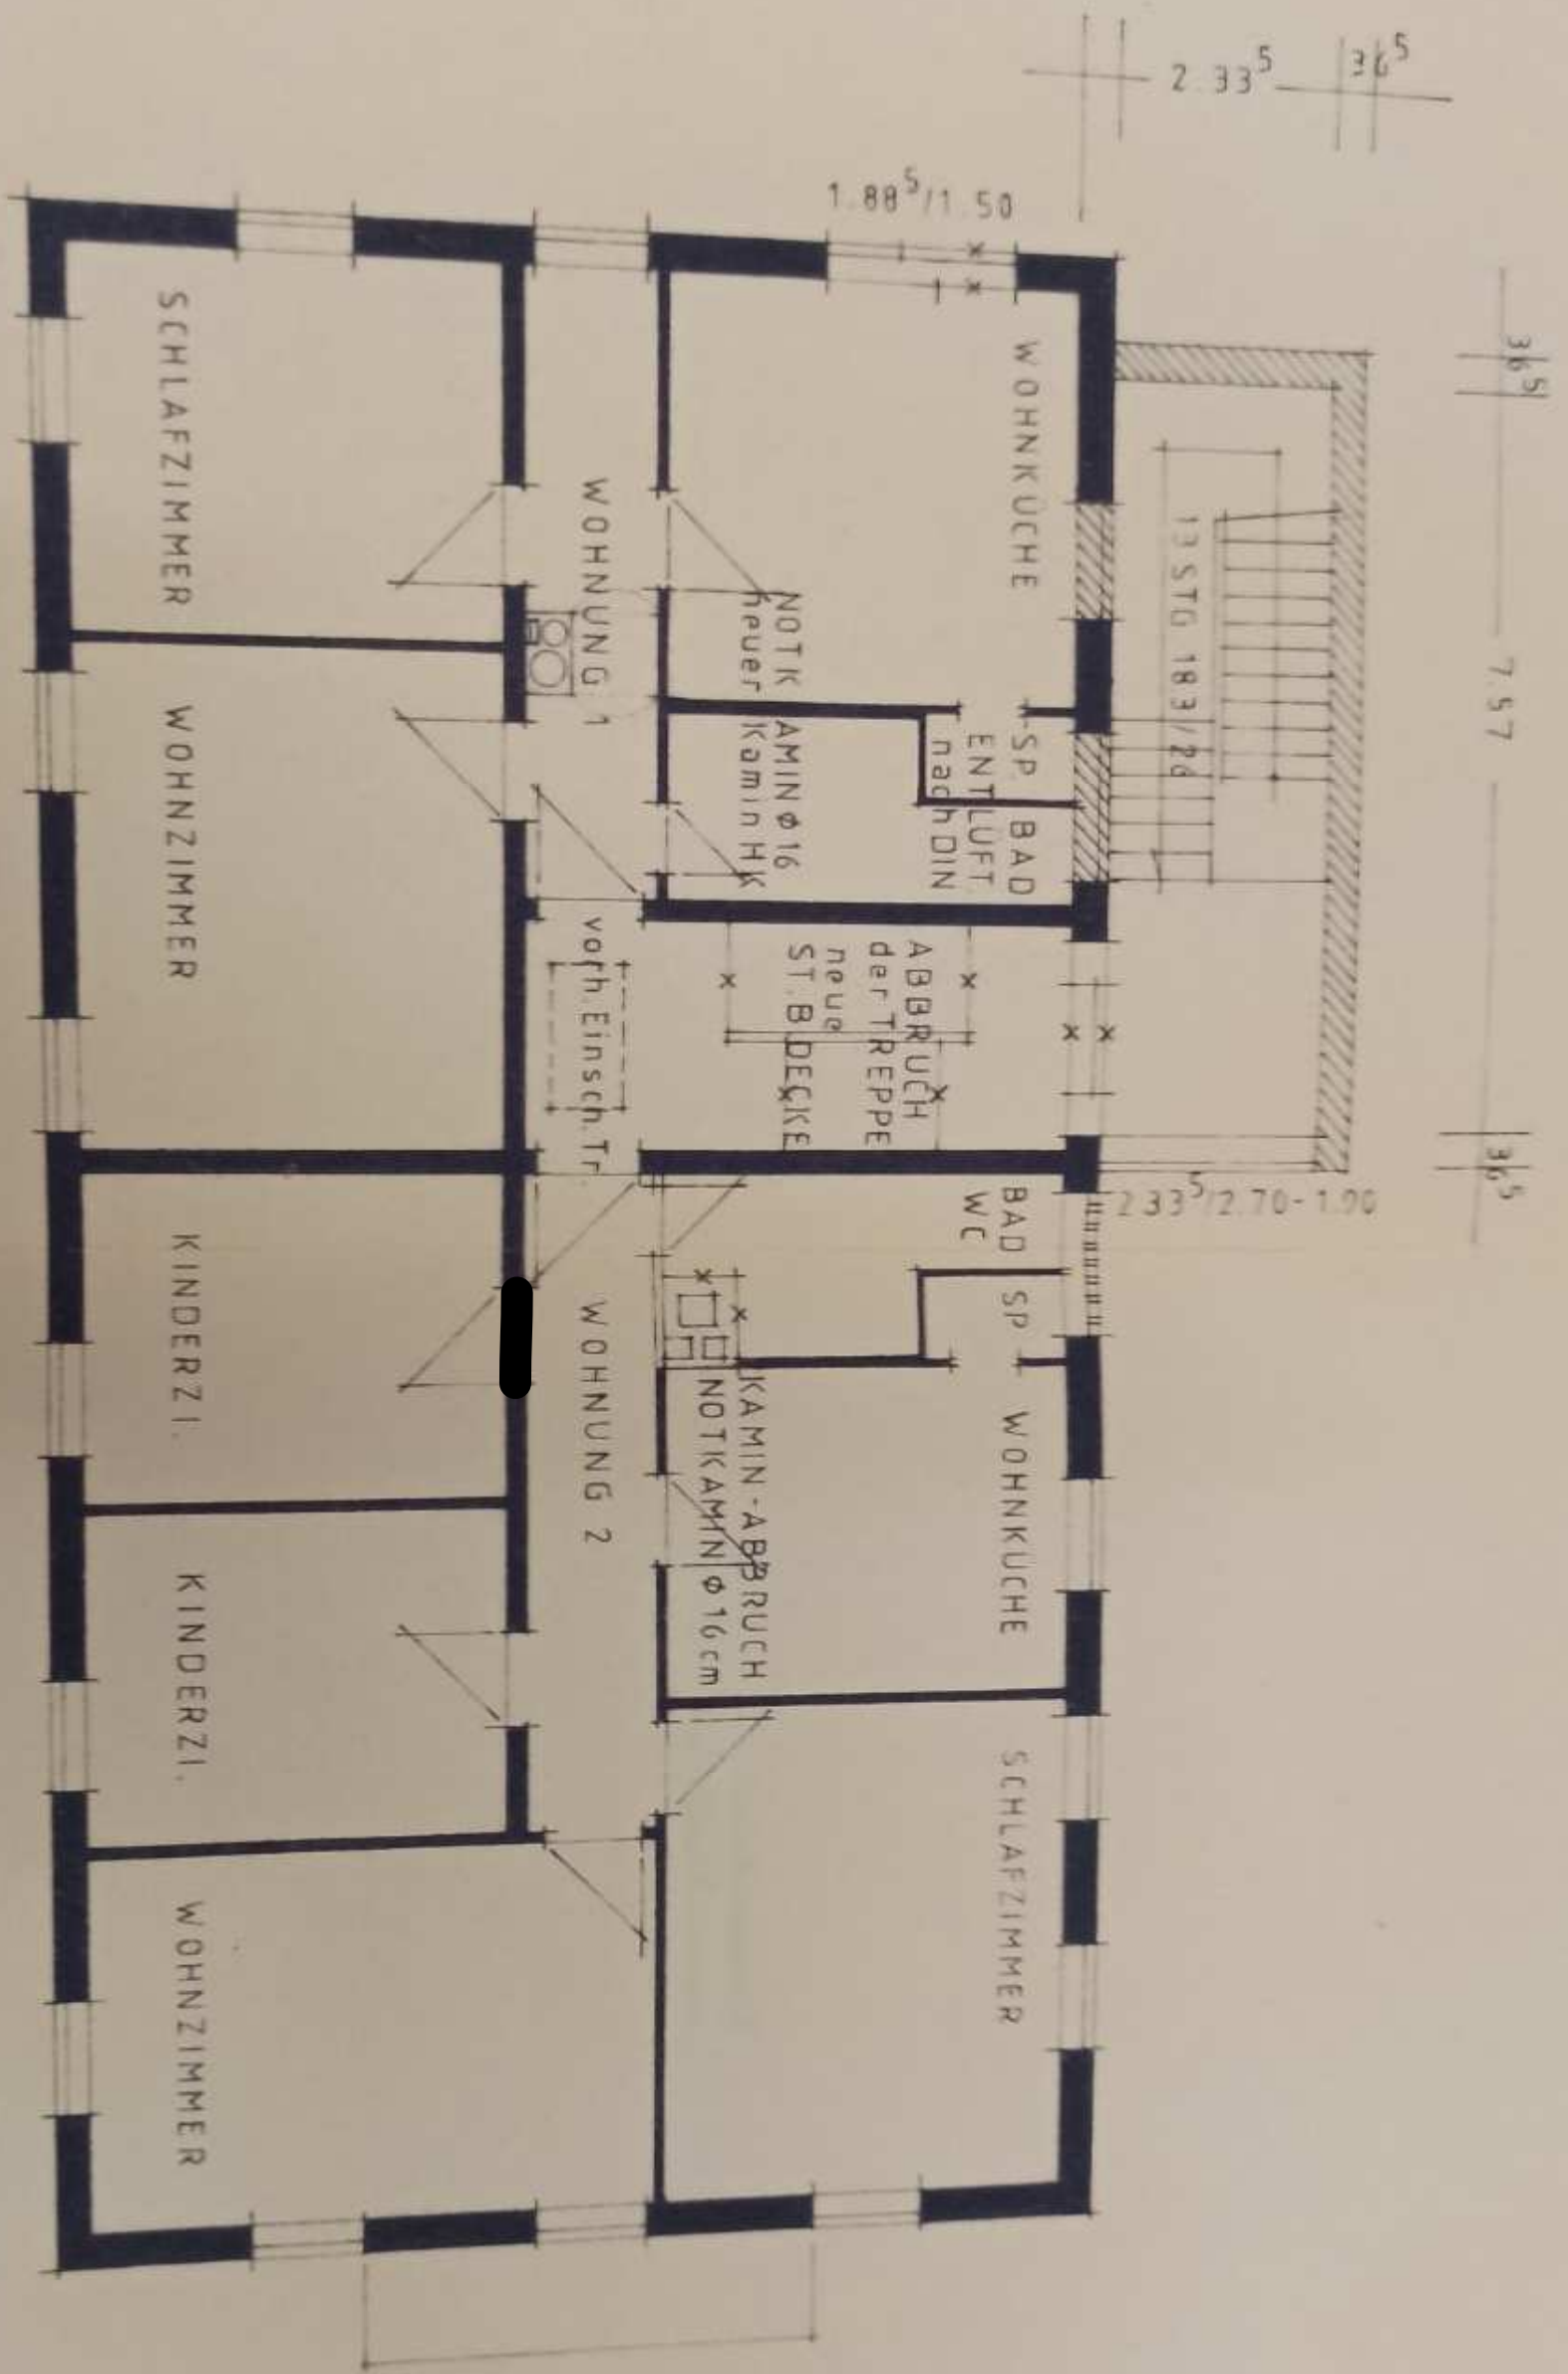 2.33⁵
36⁵
1.88⁵/1.50
36⁵
7.57
36⁵
2.33⁵/2.70-1.90
13 STG 183/26
WOHNKÜCHE
SP
BAD
ENTLÜFT
nach DIN
NOTKAMIN ø 16
neuer Kamin HK
WOHNUNG 1
SCHLAFZIMMER
WOHNZIMMER
ABBRUCH
der TREPPE
neue
ST.B.DECKE
vorh. Einsch. Tr.
BAD
WC
SP
WOHNKÜCHE
KAMIN-ABBRUCH
NOTKAMIN ø 16 cm
WOHNUNG 2
SCHLAFZIMMER
KINDERZI.
KINDERZI.
WOHNZIMMER